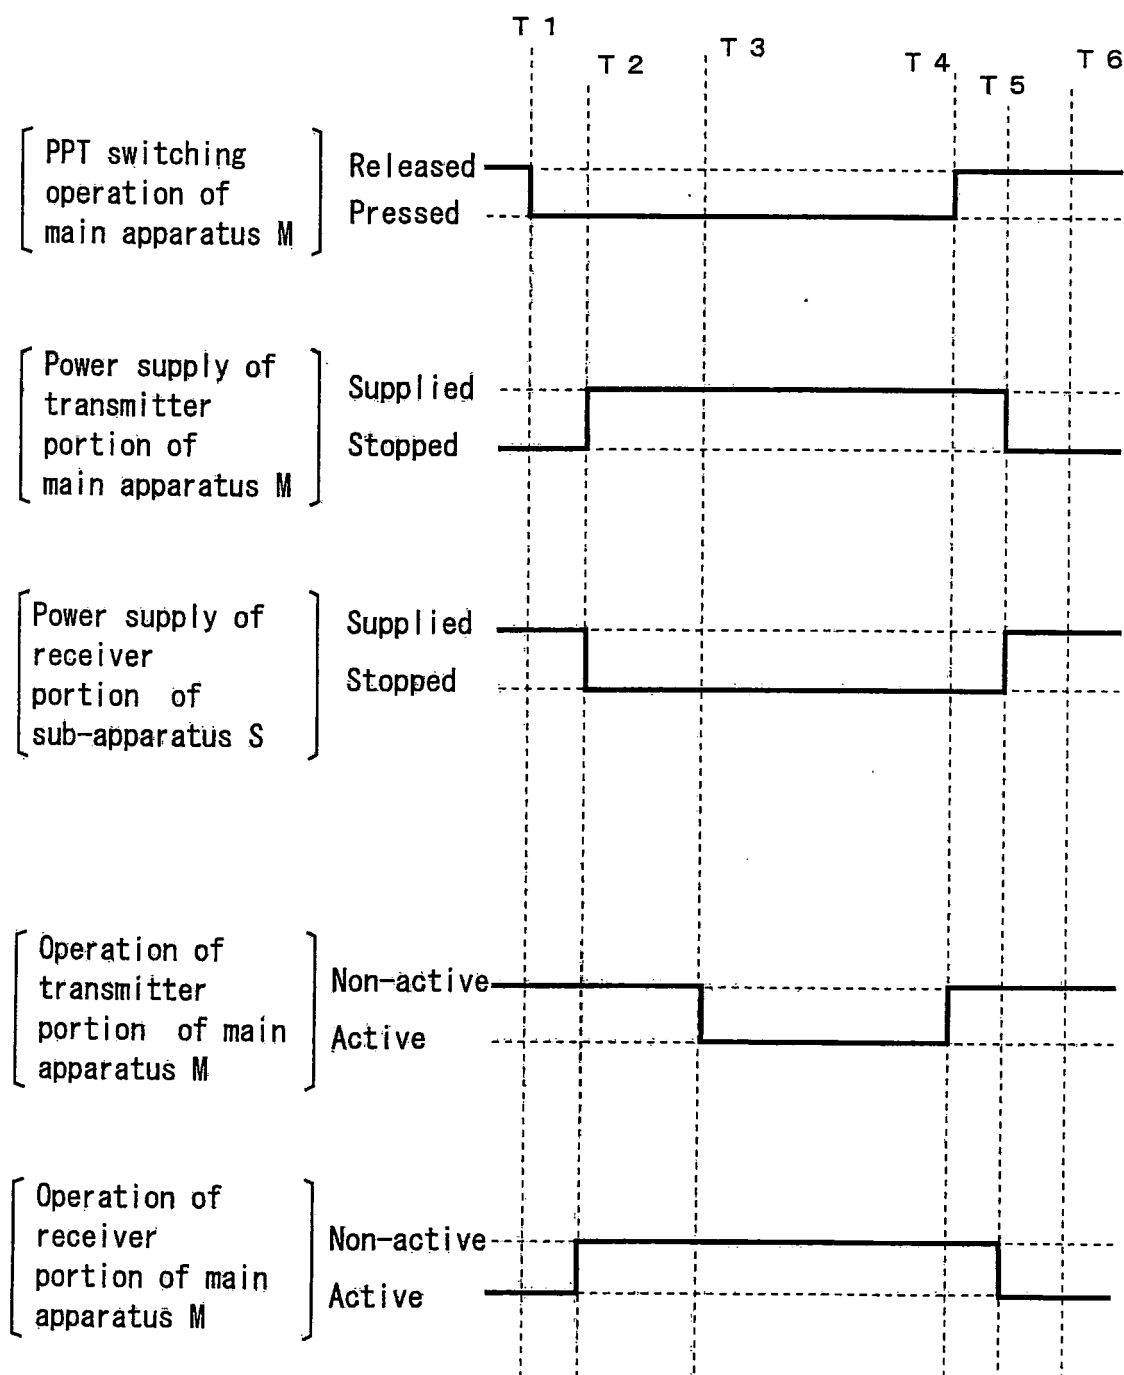 T 1
T 2
T 3
T 4
T 5
T 6
PPT switching
operation of
main apparatus M
Released
Pressed
Power supply of
transmitter
portion of
main apparatus M
Supplied
Stopped
Power supply of
receiver
portion of
sub-apparatus S
Supplied
Stopped
Operation of
transmitter
portion of main
apparatus M
Non-active
Active
Operation of
receiver
portion of main
apparatus M
Non-active
Active